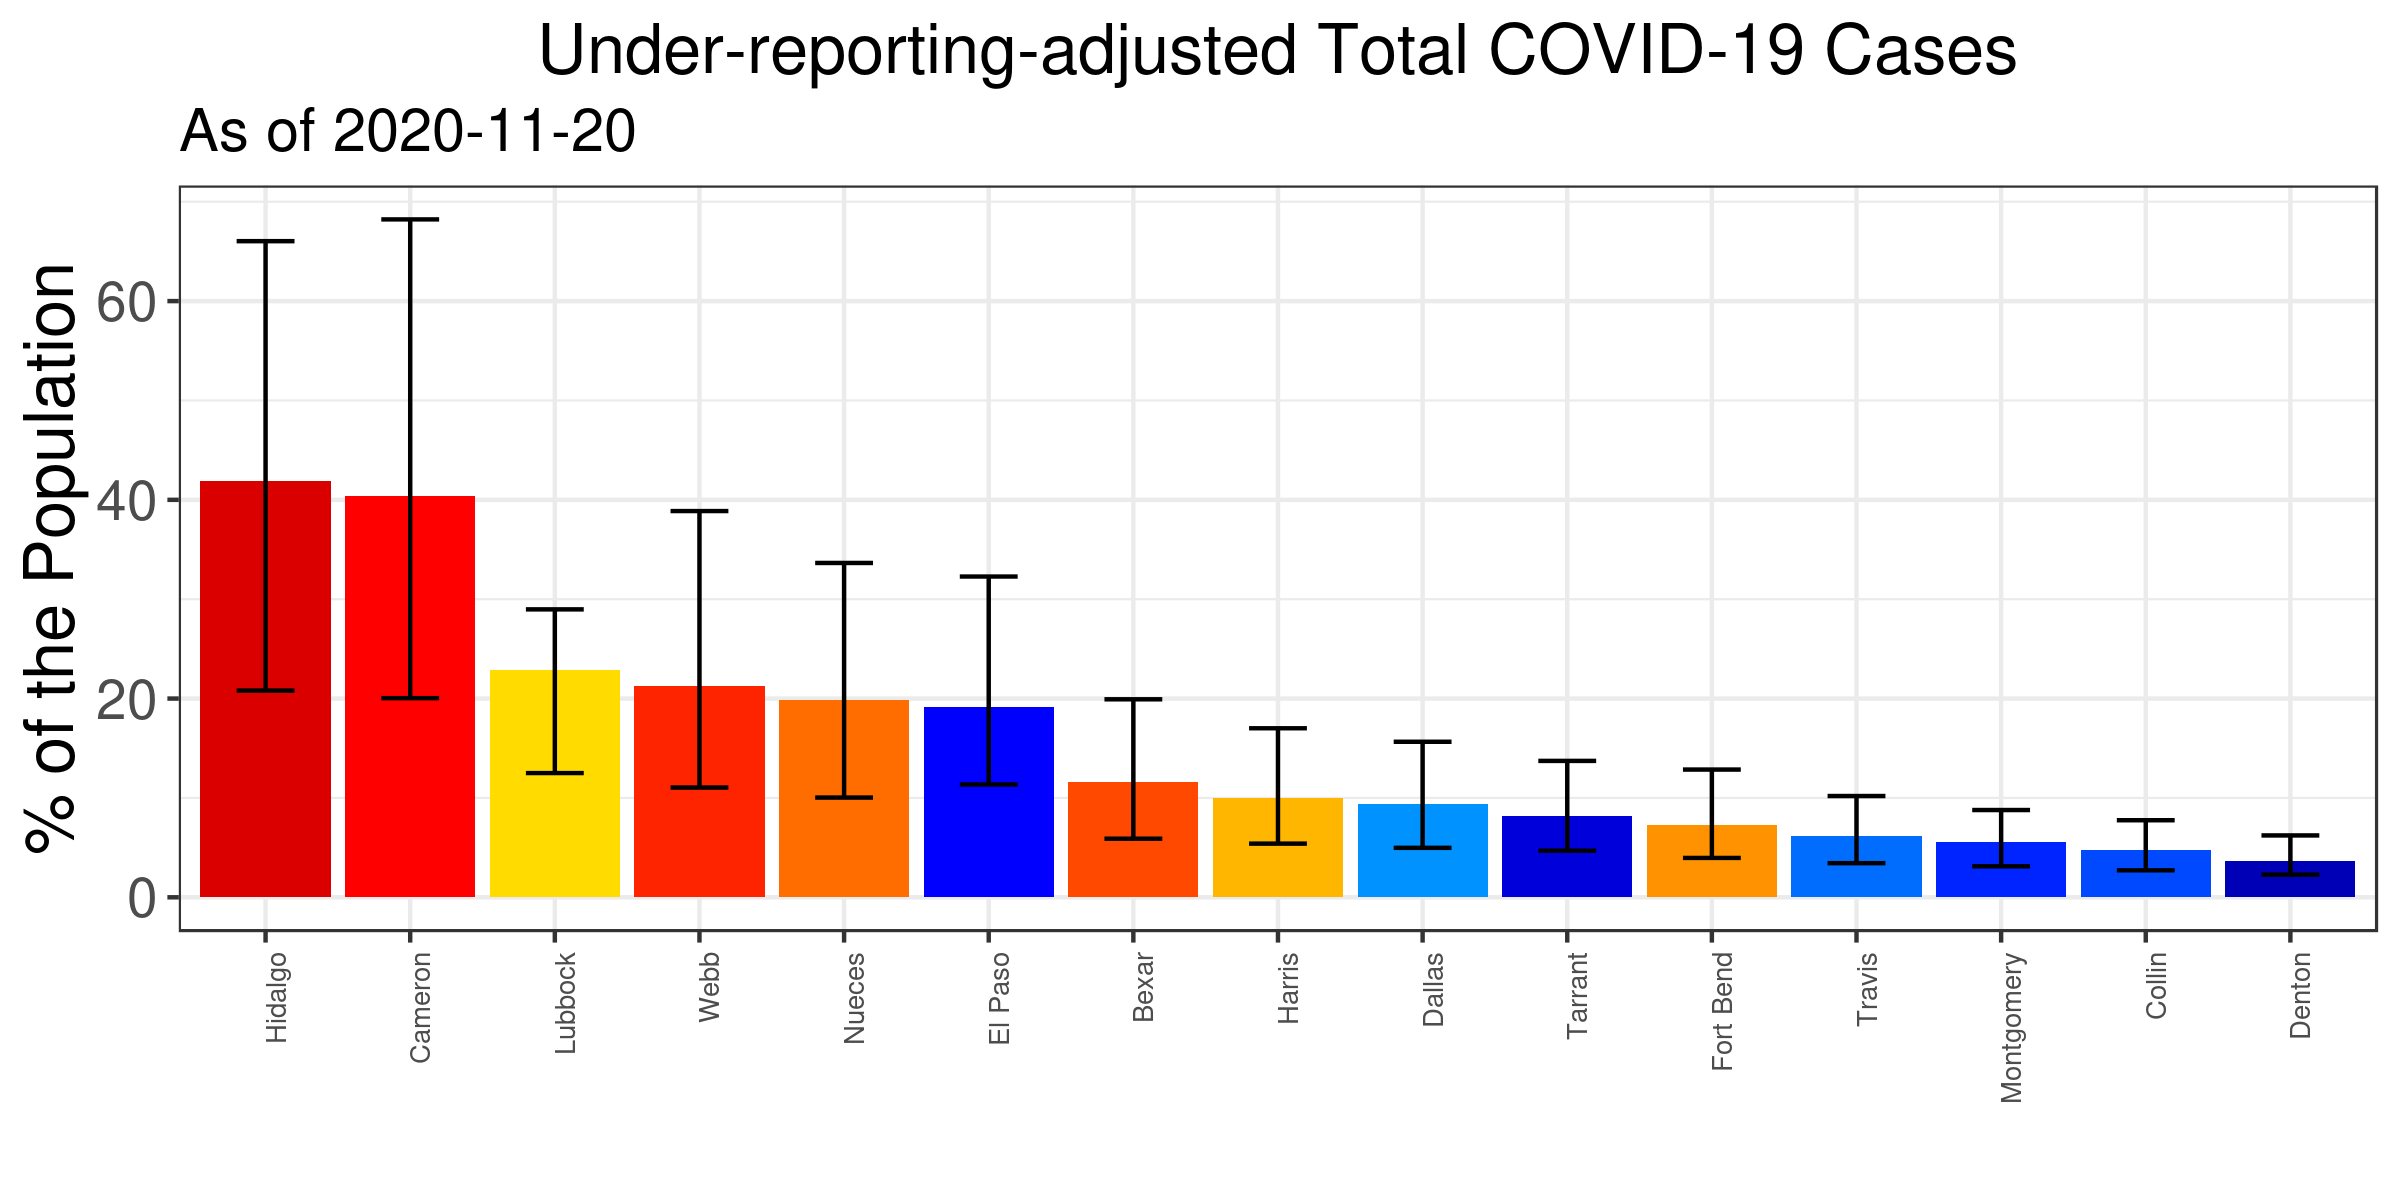 Under-reporting-adjusted Total COVID-19 Cases
As of 2020-11-20
% of the Population
60
40
20
0
Hidalgo
Cameron
Lubbock
Webb
Nueces
El Paso
Bexar
Harris
Dallas
Tarrant
Fort Bend
Travis
Montgomery
Collin
Denton